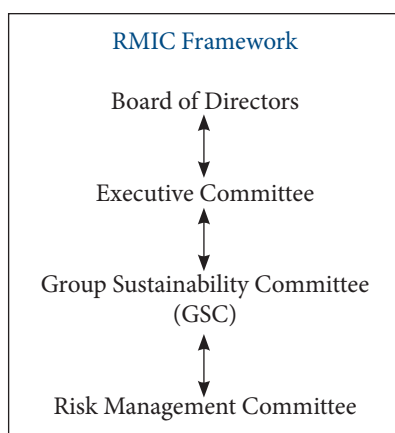 RMIC Framework
Board of Directors
Executive Committee
Group Sustainability Committee
(GSC)
Risk Management Committee